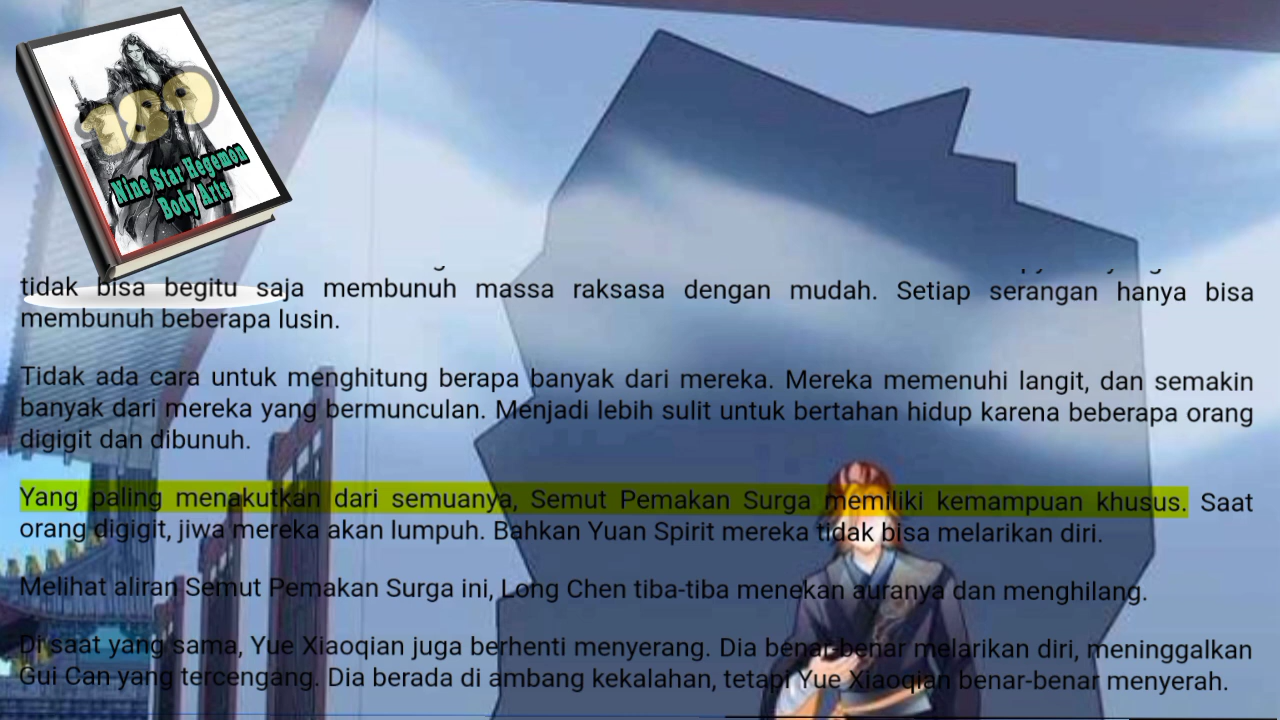 189
Nine Star Hegemon
Body Arts
tidak bisa begitu saja membunuh massa raksasa dengan mudah. Setiap serangan hanya bisa
membunuh beberapa lusin.
Tidak ada cara untuk menghitung berapa banyak dari mereka. Mereka memenuhi langit, dan semakin
banyak dari mereka yang bermunculan. Menjadi lebih sulit untuk bertahan hidup karena beberapa orang
digigit dan dibunuh.
Yang paling menakutkan dari semuanya, Semut Pemakan Surga memiliki kemampuan khusus. Saat
orang digigit, jiwa mereka akan lumpuh. Bahkan Yuan Spirit mereka tidak bisa melarikan diri.
Melihat aliran Semut Pemakan Surga ini, Long Chen tiba-tiba menekan auranya dan menghilang.
Di saat yang sama, Yue Xiaoqian juga berhenti menyerang. Dia benar-benar melarikan diri, meninggalkan
Gui Can yang tercengang. Dia berada di ambang kekalahan, tetapi Yue Xiaoqian benar-benar menyerah.